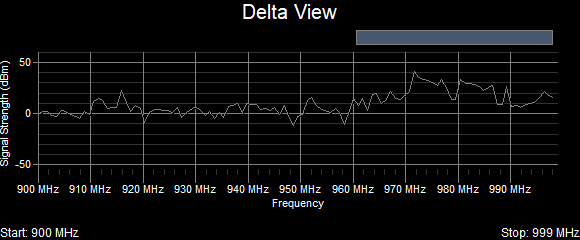 Delta View
Signal Strength (dBm)
50
0
-50
900 MHz 910 MHz 920 MHz 930 MHz 940 MHz 950 MHz 960 MHz 970 MHz 980 MHz 990 MHz
Frequency
Start: 900 MHz Stop: 999 MHz